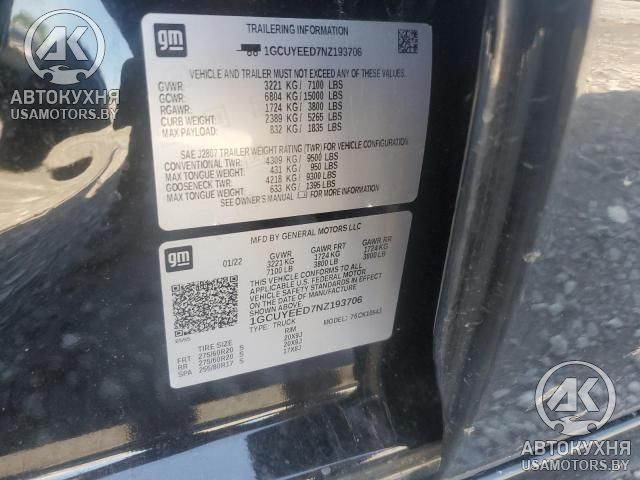 gm
TRAILERING INFORMATION
1GCUYEED7NZ193706
VEHICLE AND TRAILER MUST NOT EXCEED ANY OF THESE VALUES.
GVWR: 3221 KG / 7100 LBS
GCWR: 6804 KG / 15000 LBS
RGAWR: 1724 KG / 3800 LBS
CURB WEIGHT: 2389 KG / 5265 LBS
MAX PAYLOAD: 832 KG / 1835 LBS
SAE J2807 TRAILER WEIGHT RATING (TWR) FOR VEHICLE CONFIGURATION
CONVENTIONAL TWR: 4309 KG / 9500 LBS
MAX TONGUE WEIGHT: 431 KG / 950 LBS
GOOSENECK TWR: 4218 KG / 9300 LBS
MAX TONGUE WEIGHT: 633 KG / 1395 LBS
SEE OWNER'S MANUAL FOR MORE INFORMATION
gm
MFD BY GENERAL MOTORS LLC
01/22 GVWR GAWR FRT GAWR RR
3221 KG 1724 KG 1724 KG
7100 LB 3800 LB 3800 LB
THIS VEHICLE CONFORMS TO ALL
APPLICABLE U.S. FEDERAL MOTOR
VEHICLE SAFETY STANDARDS IN EFFECT
ON THE DATE OF MANUFACTURE
SHOWN ABOVE.
1GCUYEED7NZ193706
TYPE: TRUCK MODEL:
TIRE SIZE RIM
FRT 275/60R20 S 20X9J
RR 275/60R20 S 20X9J
SPA 255/80R17 S 17X8J
АК
АВТОКУХНЯ
USAMOTORS.BY
АК
АВТОКУХНЯ
USAMOTORS.BY